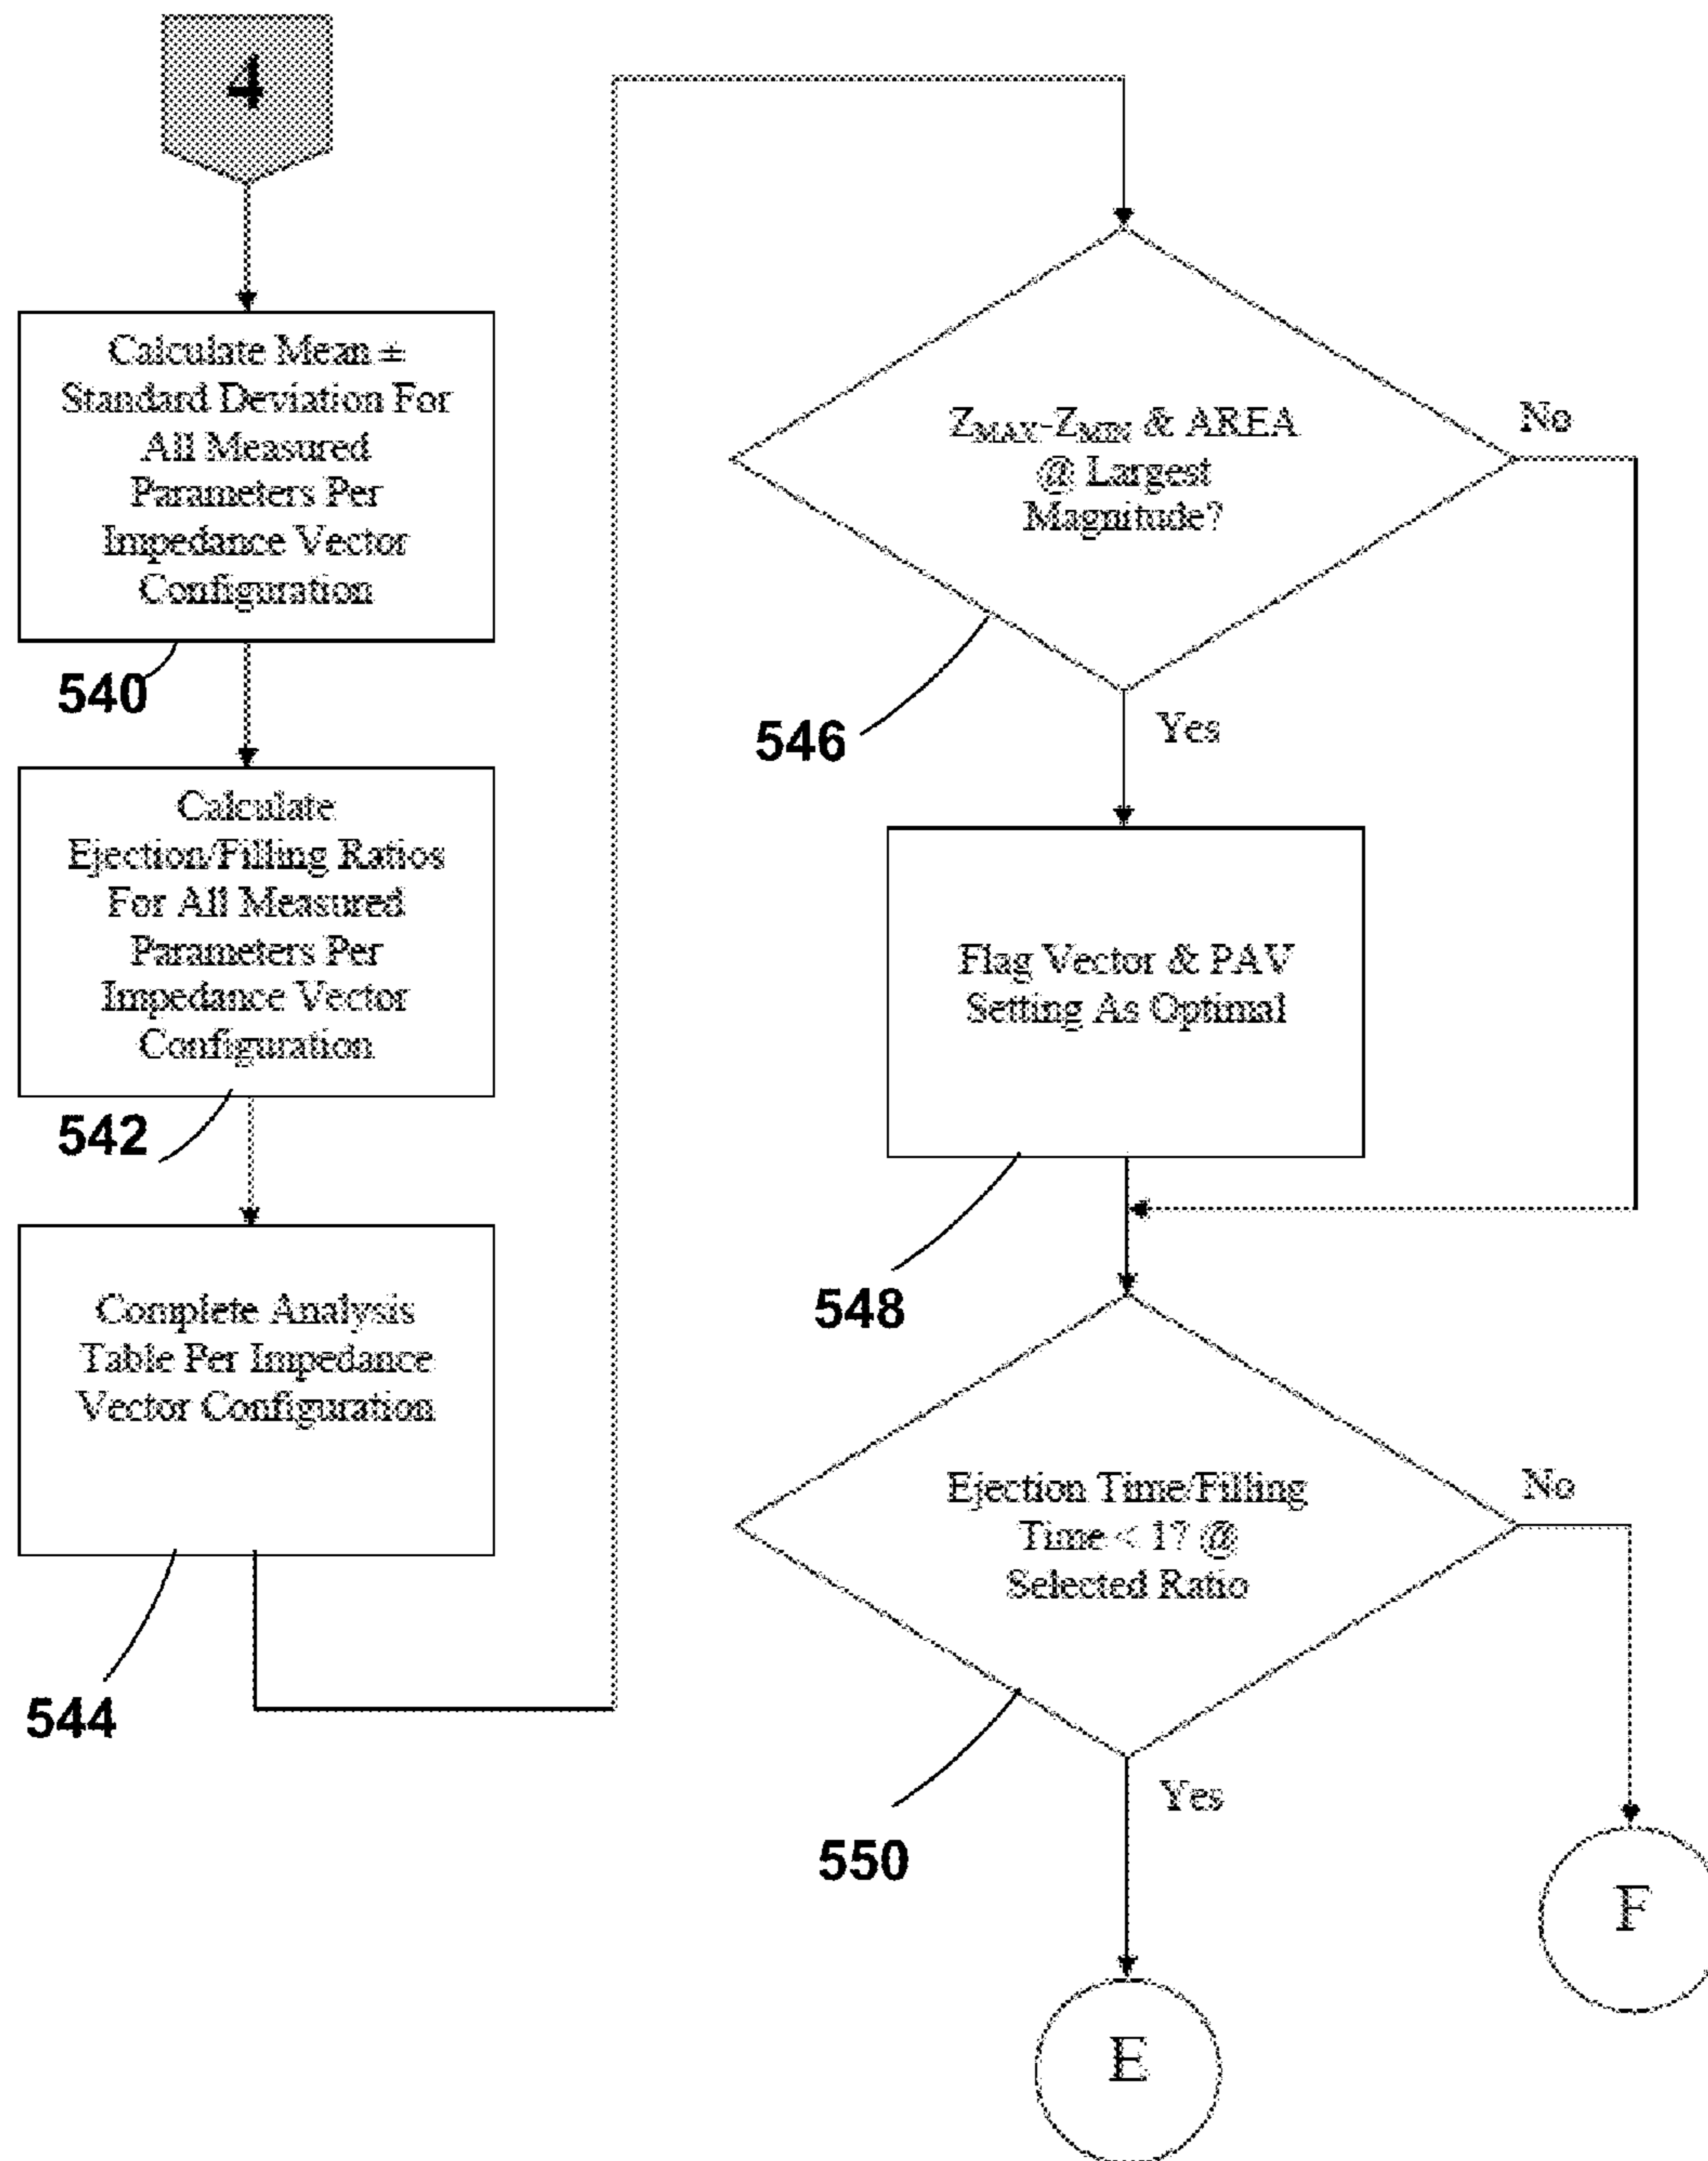 4
Calculate Mean ±
Standard Deviation For
All Measured
Parameters Per
Impedance Vector
Configuration
540
Calculate
Ejection/Filling Ratios
For All Measured
Parameters Per
Impedance Vector
Configuration
542
Complete Analysis
Table Per Impedance
Vector Configuration
544
Z_MAX-Z_MIN & AREA
@ Largest
Magnitude?
No
546
Yes
Flag Vector & PAV
Setting As Optimal
548
Ejection Time/Filling
Time < 1? @
Selected Ratio
No
550
Yes
F
E